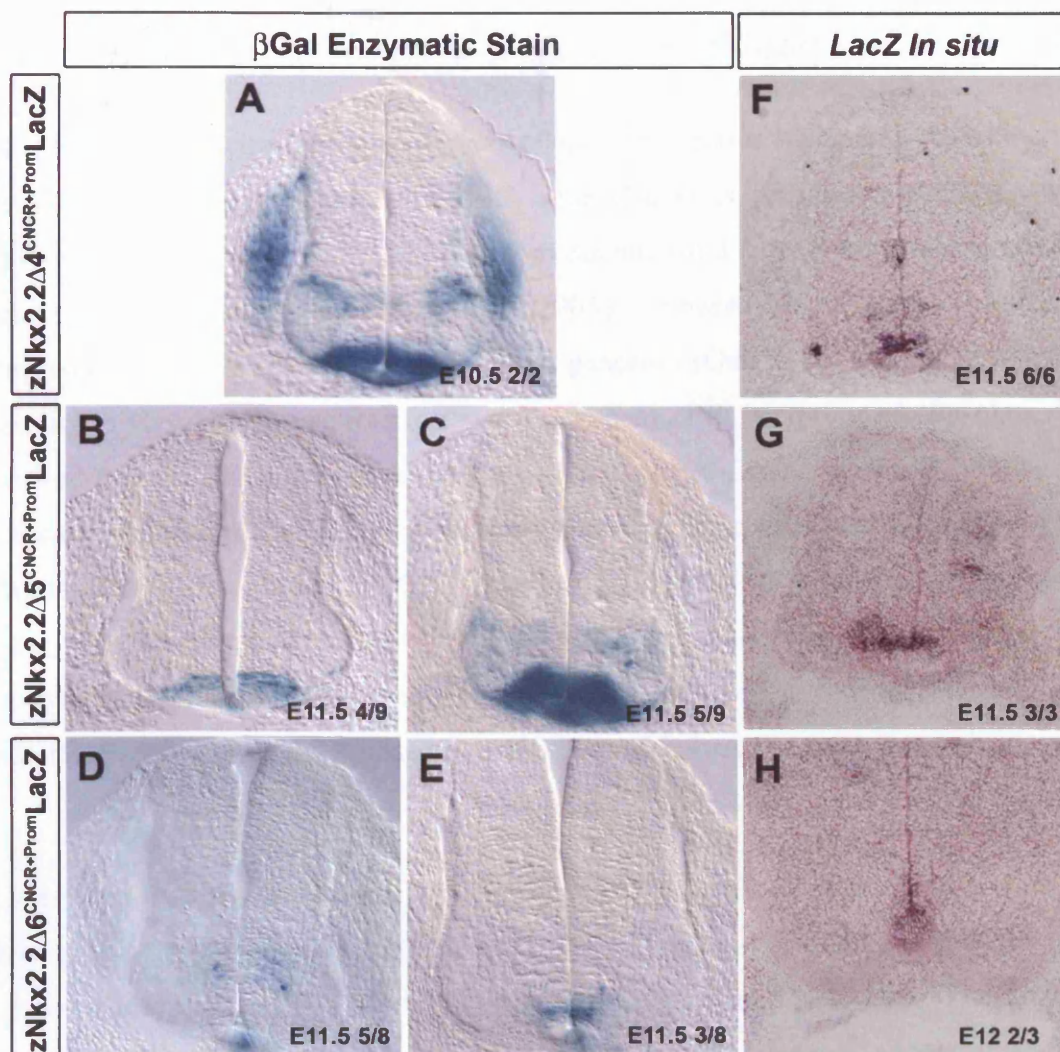 βGal Enzymatic Stain
LacZ In situ
zNkx2.2Δ4CNCR+PromLacZ
A
E10.5 2/2
F
E11.5 6/6
zNkx2.2Δ5CNCR+PromLacZ
B
E11.5 4/9
C
E11.5 5/9
G
E11.5 3/3
zNkx2.2Δ6CNCR+PromLacZ
D
E11.5 5/8
E
E11.5 3/8
H
E12 2/3